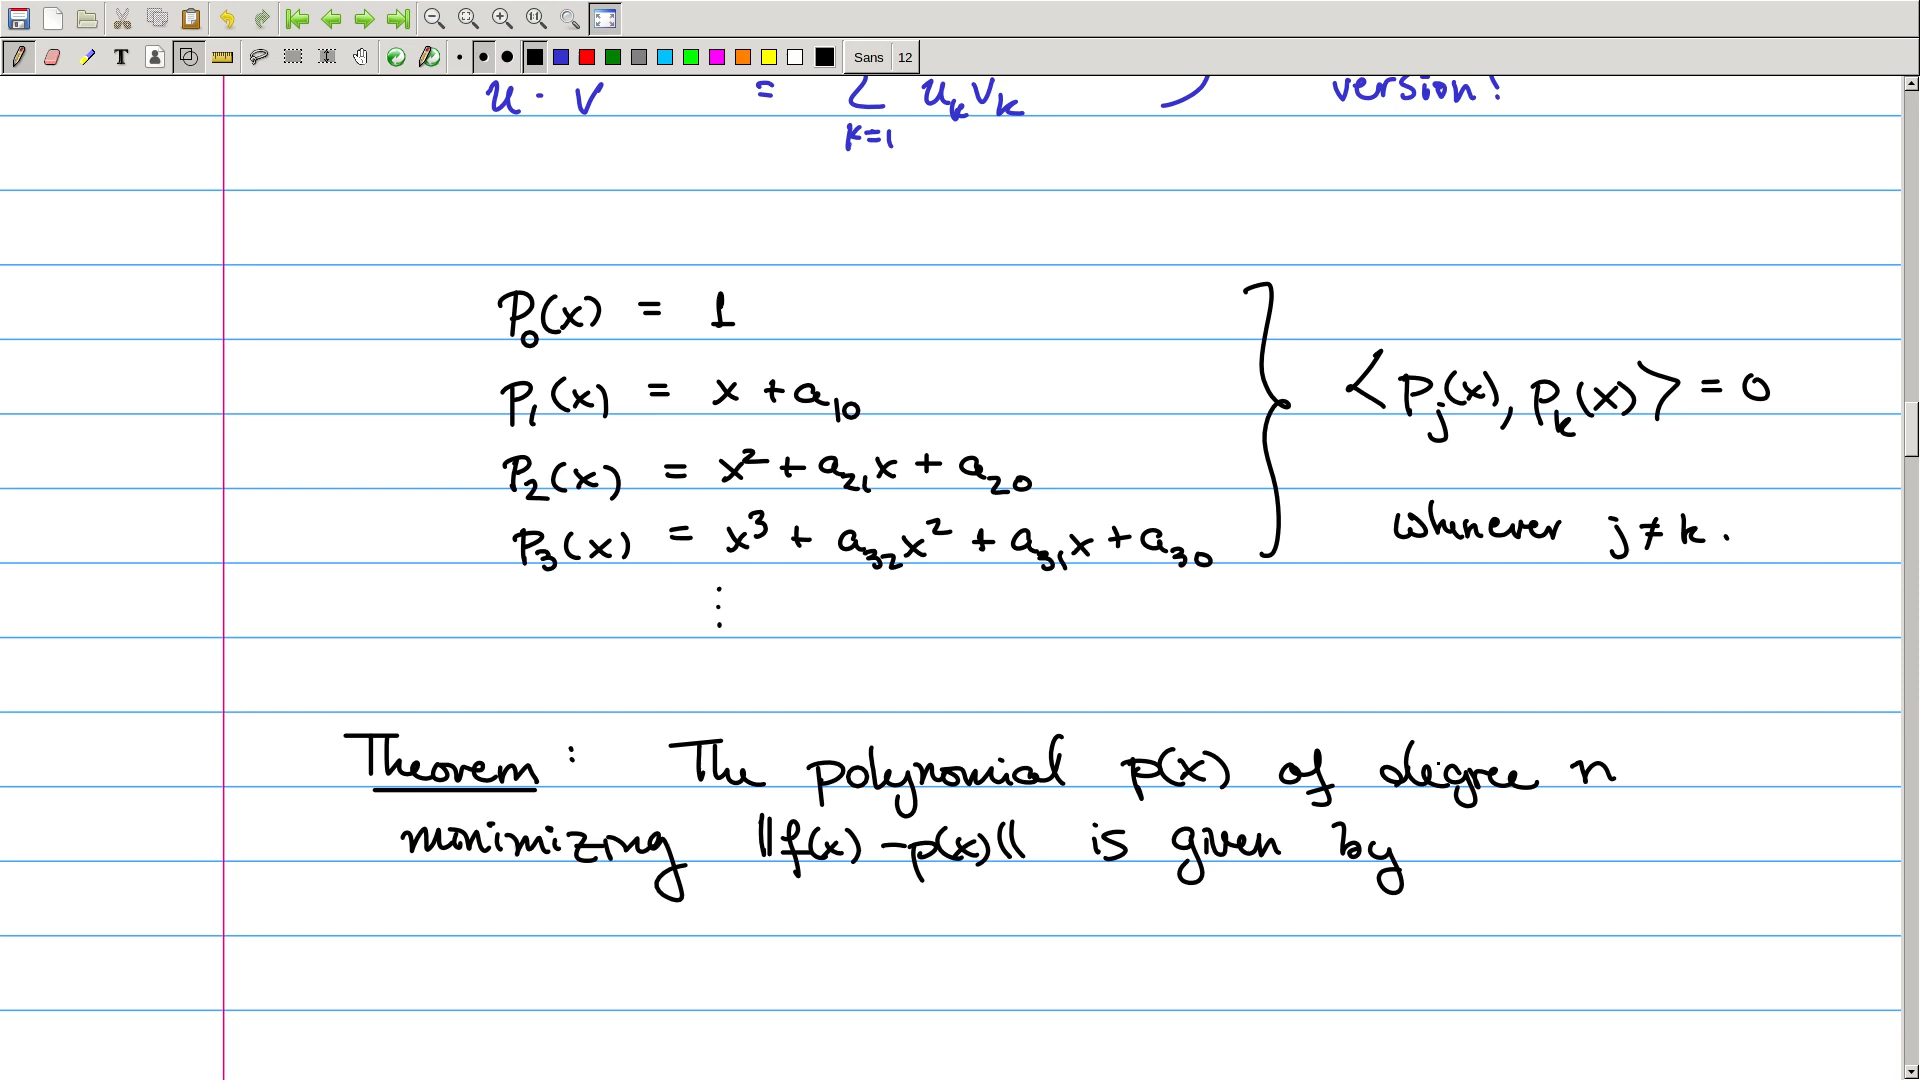 Sans 12
u · v = Σ u_k v_k ) version!
k=1
P_0(x) = 1
P_1(x) = x + a_10
P_2(x) = x² + a_21 x + a_20
P_3(x) = x³ + a_32 x² + a_31 x + a_30
⋮
} ⟨P_j(x), P_k(x)⟩ = 0
whenever j ≠ k.
Theorem: The polynomial p(x) of degree n
minimizing ‖f(x) - p(x)‖ is given by